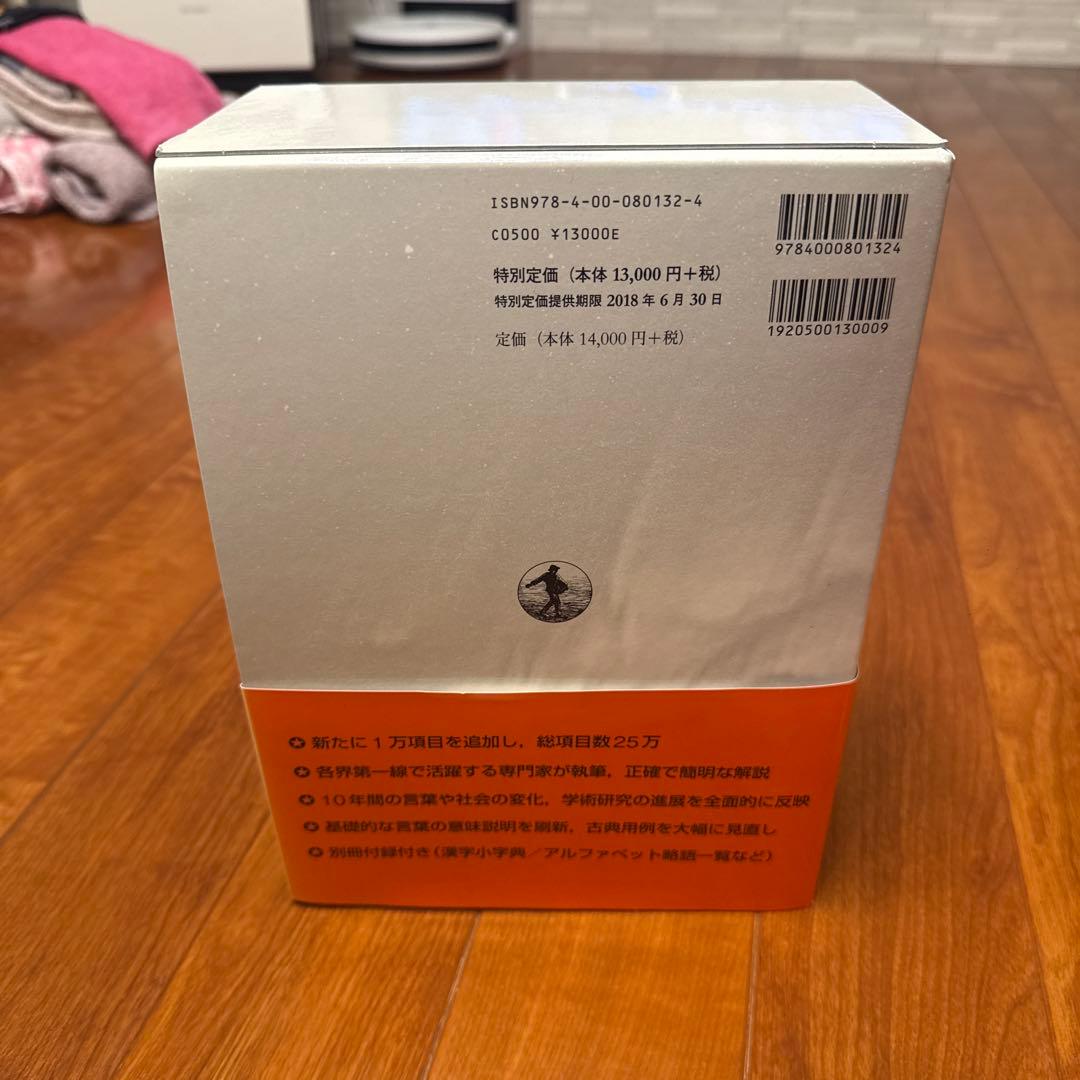 ISBN978-4-00-080132-4
C0500 ¥13000E
特別定価（本体 13,000 円＋税）
特別定価提供期限 2018 年 6 月 30 日
定価（本体 14,000 円＋税）
9784000801324
1920500130009
✪ 新たに1万項目を追加し，総項目数25万
✪ 各界第一線で活躍する専門家が執筆，正確で簡明な解説
✪ 10年間の言葉や社会の変化，学術研究の進展を全面的に反映
✪ 基礎的な言葉の意味説明を刷新，古典用例を大幅に見直し
✪ 別冊付録付き（漢字小字典／アルファベット略語一覧など）